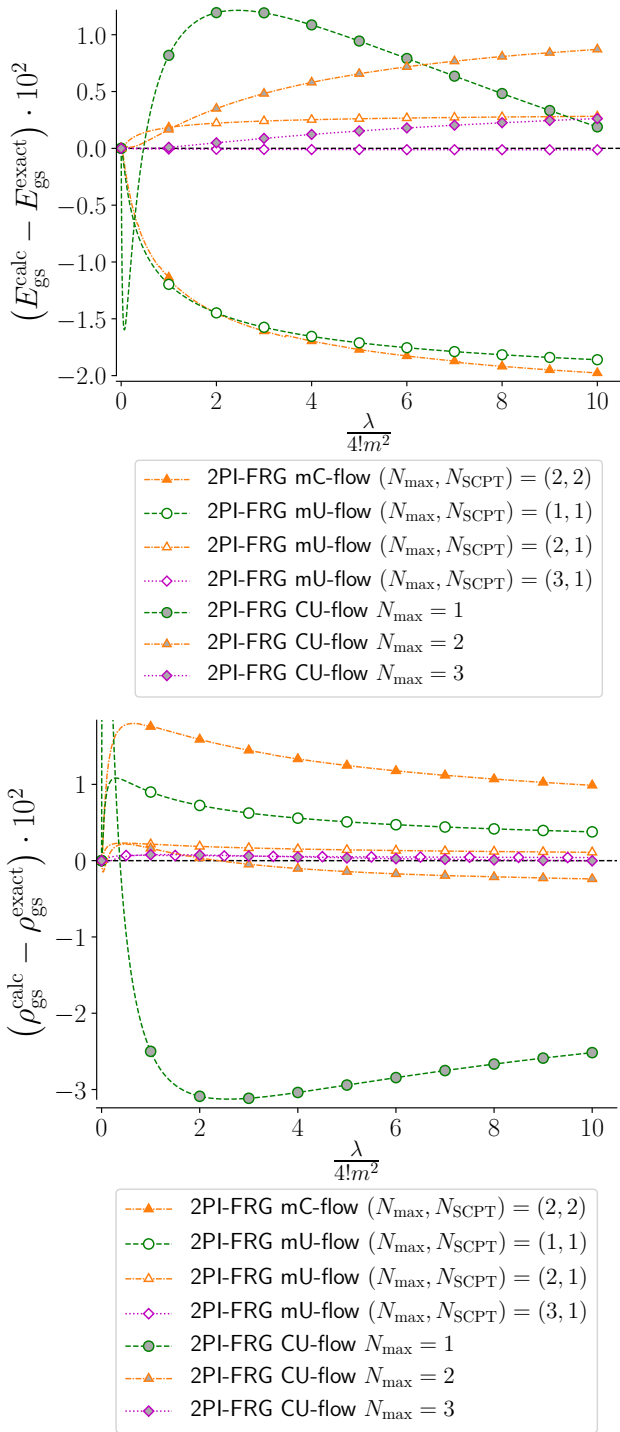 1.0
0.5
0.0
−0.5
−1.0
−1.5
−2.0
(E_gs^calc − E_gs^exact) · 10^2
0 2 4 6 8 10
λ
4!m^2
2PI-FRG mC-flow (N_max, N_SCPT) = (2, 2)
2PI-FRG mU-flow (N_max, N_SCPT) = (1, 1)
2PI-FRG mU-flow (N_max, N_SCPT) = (2, 1)
2PI-FRG mU-flow (N_max, N_SCPT) = (3, 1)
2PI-FRG CU-flow N_max = 1
2PI-FRG CU-flow N_max = 2
2PI-FRG CU-flow N_max = 3
1
0
−1
−2
−3
(ρ_gs^calc − ρ_gs^exact) · 10^2
0 2 4 6 8 10
λ
4!m^2
2PI-FRG mC-flow (N_max, N_SCPT) = (2, 2)
2PI-FRG mU-flow (N_max, N_SCPT) = (1, 1)
2PI-FRG mU-flow (N_max, N_SCPT) = (2, 1)
2PI-FRG mU-flow (N_max, N_SCPT) = (3, 1)
2PI-FRG CU-flow N_max = 1
2PI-FRG CU-flow N_max = 2
2PI-FRG CU-flow N_max = 3